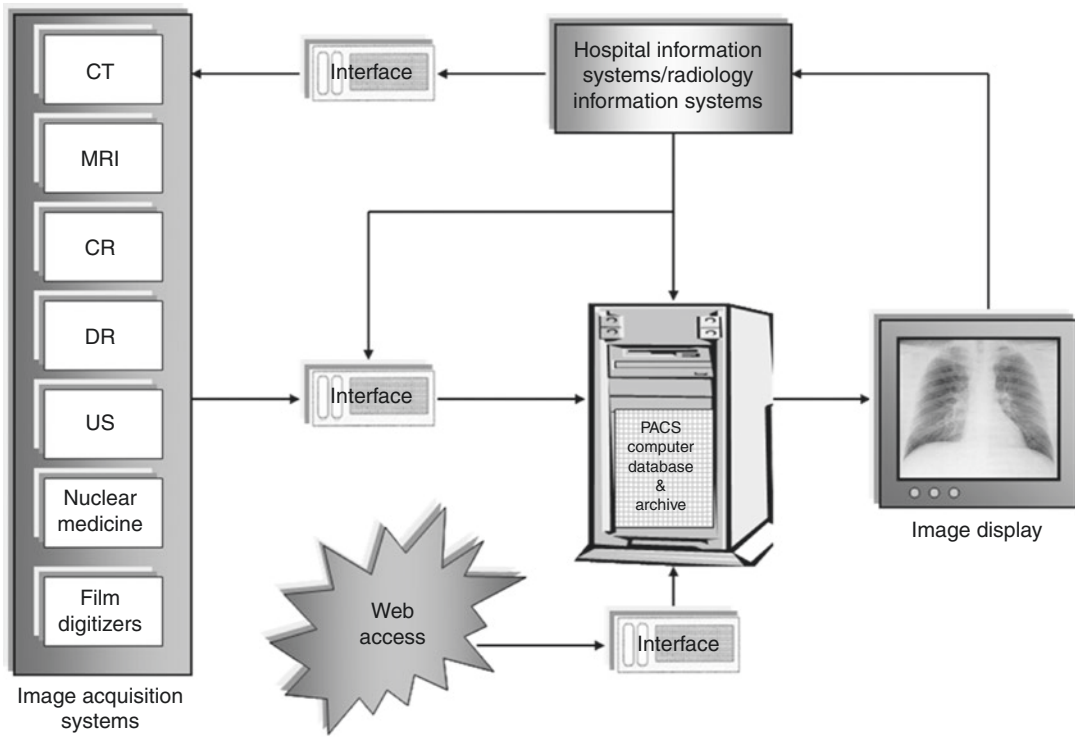 CT
MRI
CR
DR
US
Nuclear
medicine
Film
digitizers
Image acquisition
systems
Interface
Hospital information
systems/radiology
information systems
Interface
PACS
computer
database
&
archive
Image display
Web
access
Interface